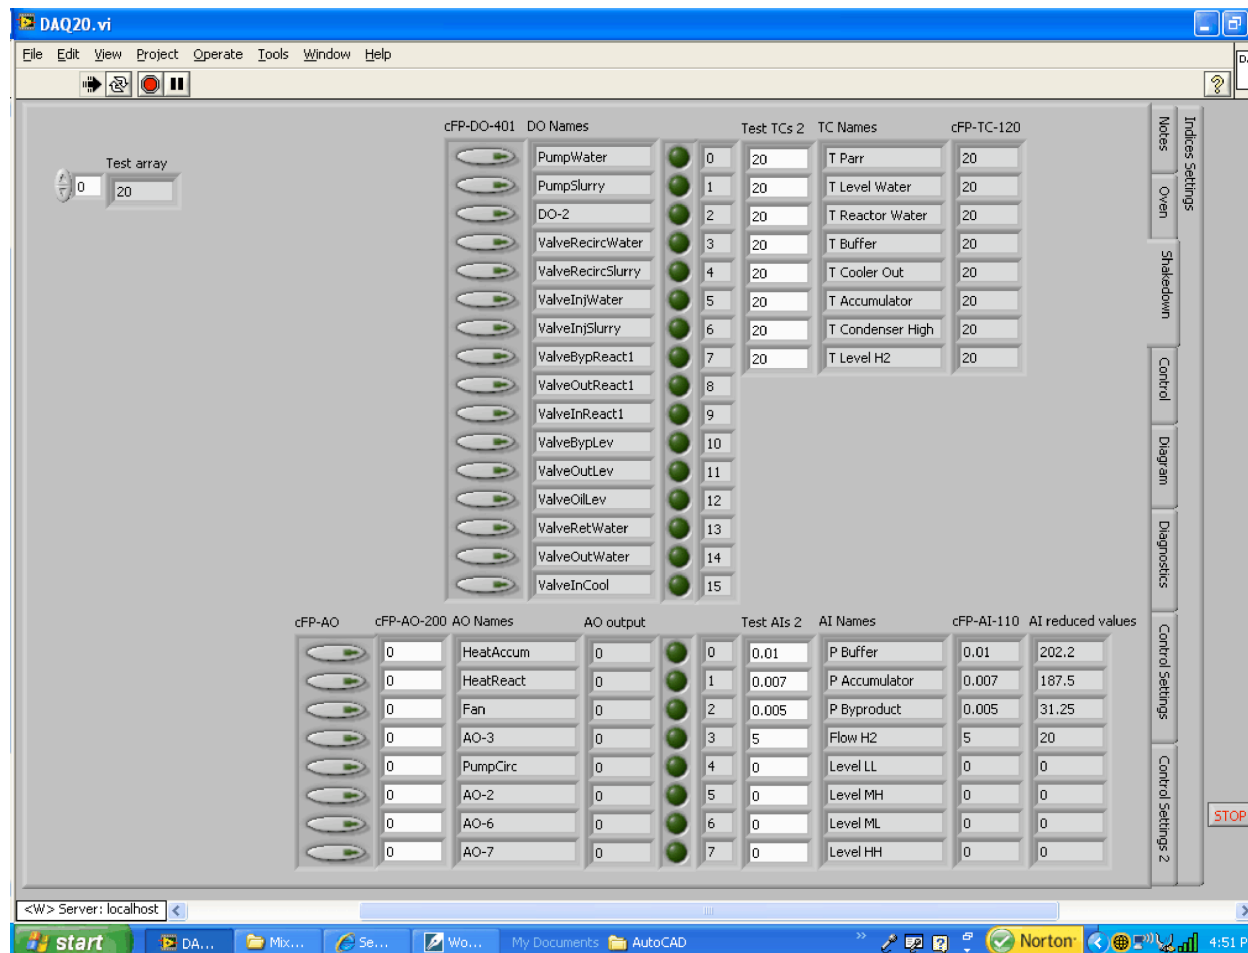 DAQ20.vi
File Edit View Project Operate Tools Window Help
cFP-DO-401 DO Names Test TCs 2 TC Names cFP-TC-120
Test array
0 20
PumpWater 0 20 T Parr 20
PumpSlurry 1 20 T Level Water 20
DO-2 2 20 T Reactor Water 20
ValveRecircWater 3 20 T Buffer 20
ValveRecircSlurry 4 20 T Cooler Out 20
ValveInjWater 5 20 T Accumulator 20
ValveInjSlurry 6 20 T Condenser High 20
ValveBypReact1 7 20 T Level H2 20
ValveOutReact1 8
ValveInReact1 9
ValveBypLev 10
ValveOutLev 11
ValveOilLev 12
ValveRetWater 13
ValveOutWater 14
ValveInCool 15
cFP-AO cFP-AO-200 AO Names AO output Test AIs 2 AI Names cFP-AI-110 AI reduced values
0 HeatAccum 0 0 0.01 P Buffer 0.01 202.2
0 HeatReact 0 1 0.007 P Accumulator 0.007 187.5
0 Fan 0 2 0.005 P Byproduct 0.005 31.25
0 AO-3 0 3 5 Flow H2 5 20
0 PumpCirc 0 4 0 Level LL 0 0
0 AO-2 0 5 0 Level MH 0 0
0 AO-6 0 6 0 Level ML 0 0
0 AO-7 0 7 0 Level HH 0 0
Indices Settings
Notes
Oven
Shakedown
Control
Diagram
Diagnostics
Control Settings
Control Settings 2
STOP
<W> Server: localhost
start DA... Mix... Se... Wo... My Documents AutoCAD Norton 4:51 P